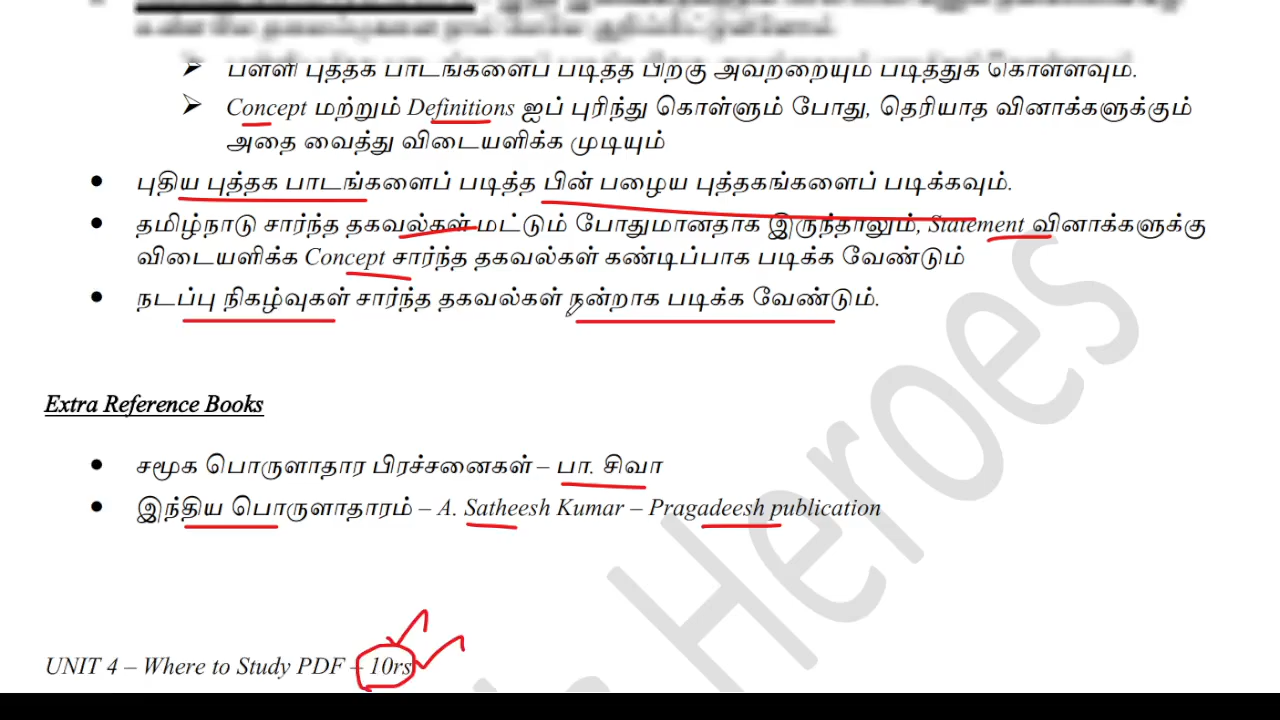 பள்ளி புத்தக பாடங்களைப் படித்த பிறகு அவற்றையும் படித்துக் கொள்ளவும்.
Concept மற்றும் Definitions ஐப் புரிந்து கொள்ளும் போது, தெரியாத வினாக்களுக்கும்
அதை வைத்து விடையளிக்க முடியும்
புதிய புத்தக பாடங்களைப் படித்த பின் பழைய புத்தகங்களைப் படிக்கவும்.
தமிழ்நாடு சார்ந்த தகவல்கள் மட்டும் போதுமானதாக இருந்தாலும், Statement வினாக்களுக்கு
விடையளிக்க Concept சார்ந்த தகவல்கள் கண்டிப்பாக படிக்க வேண்டும்
நடப்பு நிகழ்வுகள் சார்ந்த தகவல்கள் நன்றாக படிக்க வேண்டும்.
Extra Reference Books
சமூக பொருளாதார பிரச்சனைகள் – பா. சிவா
இந்திய பொருளாதாரம் – A. Satheesh Kumar – Pragadeesh publication
UNIT 4 – Where to Study PDF – 10rs
Heroes